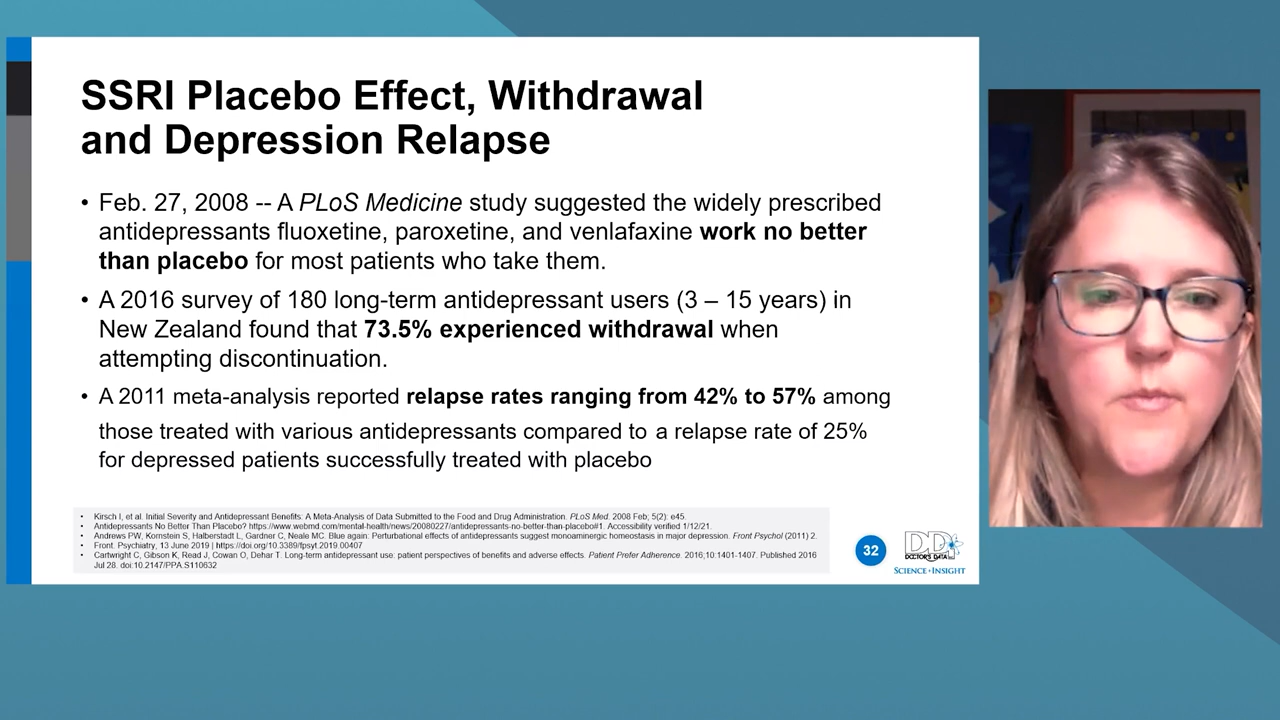 SSRI Placebo Effect, Withdrawal
and Depression Relapse
• Feb. 27, 2008 -- A PLoS Medicine study suggested the widely prescribed
antidepressants fluoxetine, paroxetine, and venlafaxine work no better
than placebo for most patients who take them.
• A 2016 survey of 180 long-term antidepressant users (3 – 15 years) in
New Zealand found that 73.5% experienced withdrawal when
attempting discontinuation.
• A 2011 meta-analysis reported relapse rates ranging from 42% to 57% among
those treated with various antidepressants compared to a relapse rate of 25%
for depressed patients successfully treated with placebo
• Kirsch I, et al. Initial Severity and Antidepressant Benefits: A Meta-Analysis of Data Submitted to the Food and Drug Administration. PLoS Med. 2008 Feb; 5(2): e45.
• Antidepressants No Better Than Placebo? https://www.webmd.com/mental-health/news/20080227/antidepressants-no-better-than-placebo#1. Accessibility verified 1/12/21.
• Andrews PW, Kornstein S, Halberstadt L, Gardner C, Neale MC. Blue again: Perturbational effects of antidepressants suggest monoaminergic homeostasis in major depression. Front Psychol (2011) 2.
• Front. Psychiatry, 13 June 2019 | https://doi.org/10.3389/fpsyt.2019.00407
• Cartwright C, Gibson K, Read J, Cowan O, Dehar T. Long-term antidepressant use: patient perspectives of benefits and adverse effects. Patient Prefer Adherence. 2016;10:1401-1407. Published 2016
Jul 28. doi:10.2147/PPA.S110632
32
DDI
DOCTOR'S DATA
SCIENCE + INSIGHT